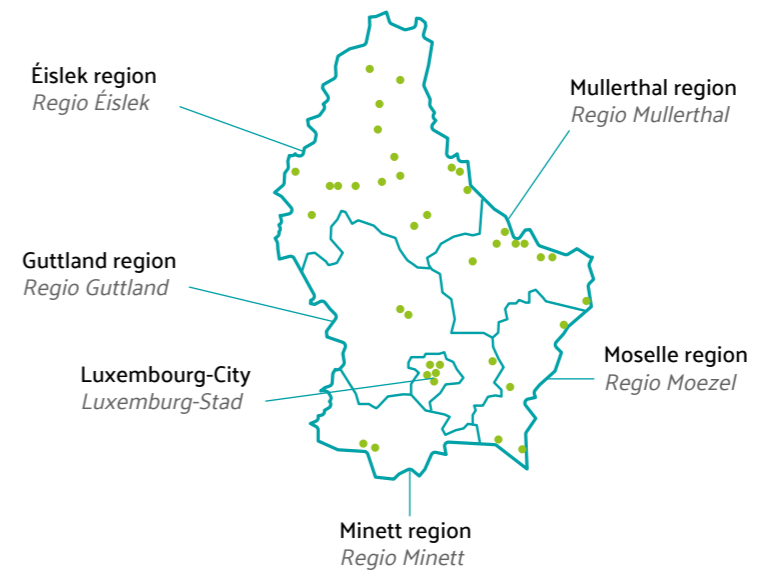 Éislek region
Regio Éislek
Mullerthal region
Regio Mullerthal
Guttland region
Regio Guttland
Moselle region
Regio Moezel
Luxembourg-City
Luxemburg-Stad
Minett region
Regio Minett